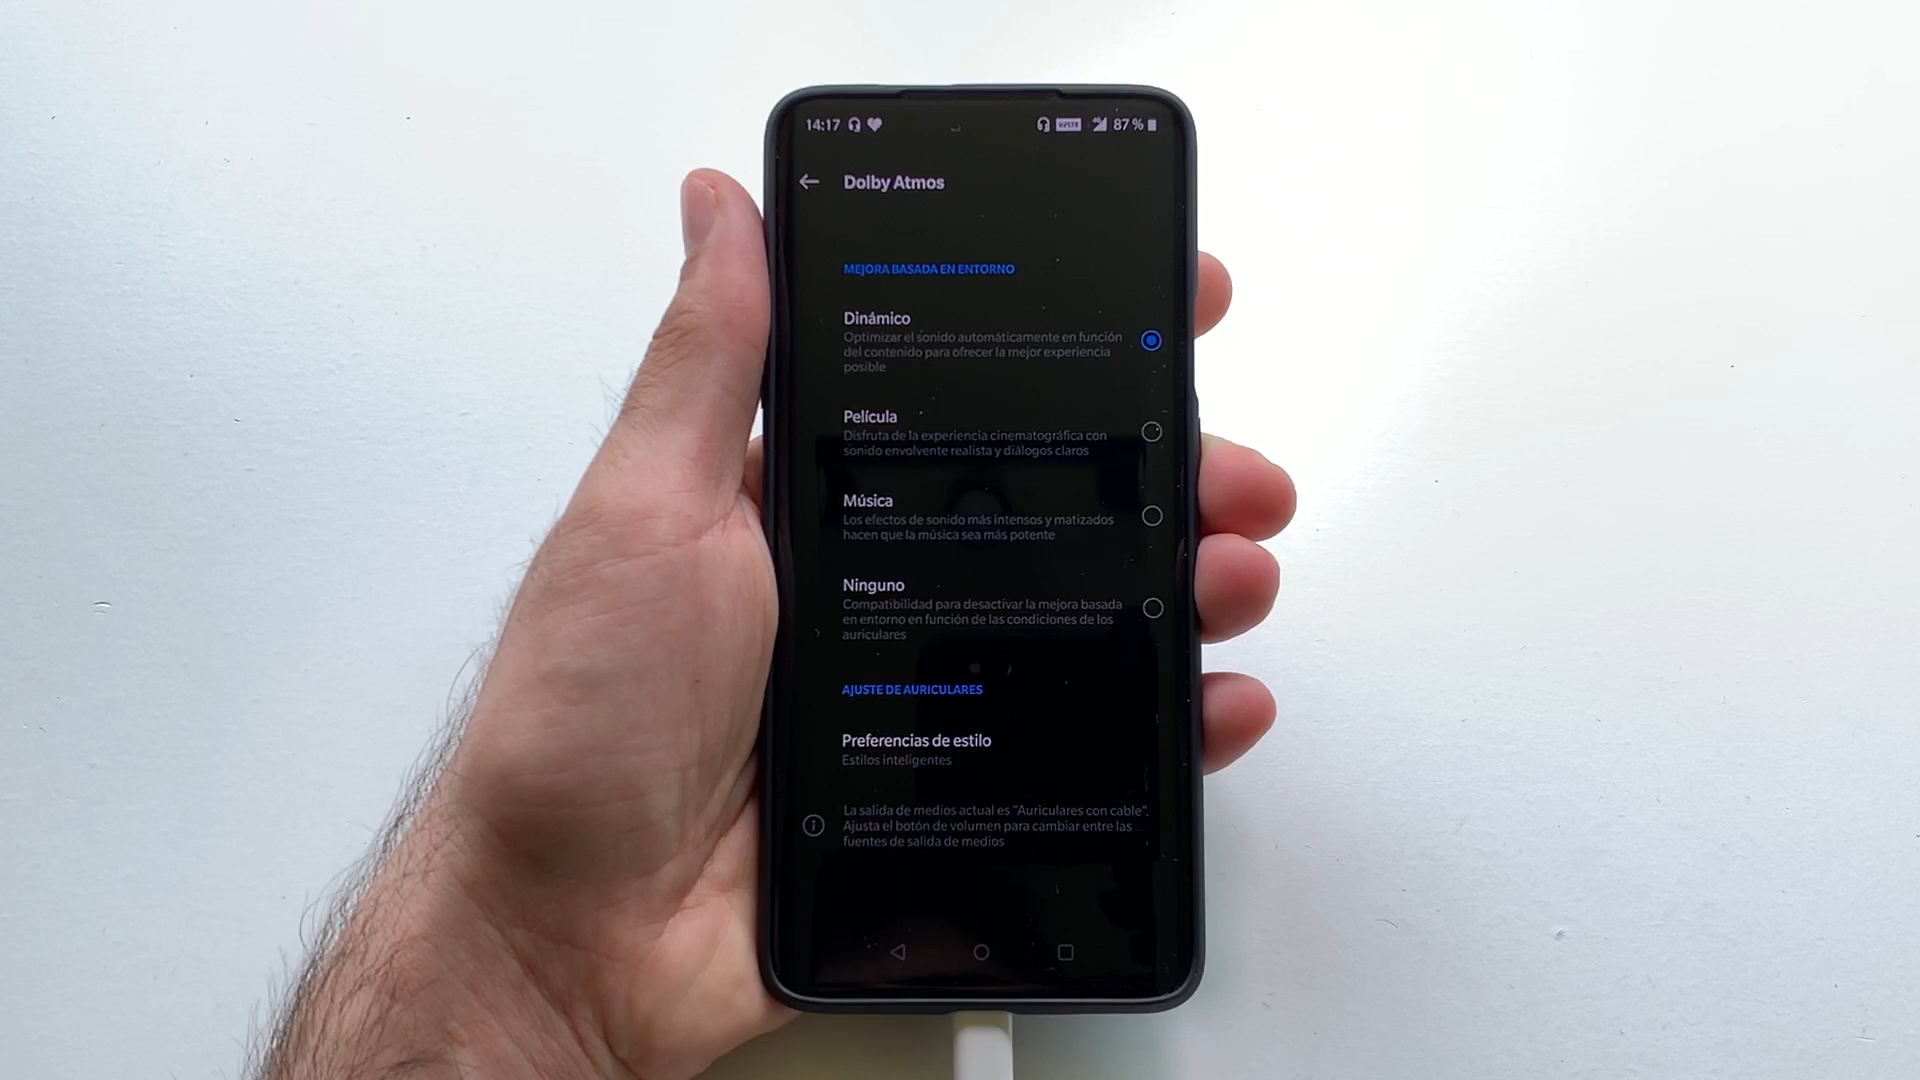 14:17 VoLTE 4G 87 %
Dolby Atmos
MEJORA BASADA EN ENTORNO
Dinámico
Optimizar el sonido automáticamente en función
del contenido para ofrecer la mejor experiencia
posible
Película
Disfruta de la experiencia cinematográfica con
sonido envolvente realista y diálogos claros
Música
Los efectos de sonido más intensos y matizados
hacen que la música sea más potente
Ninguno
Compatibilidad para desactivar la mejora basada
en entorno en función de las condiciones de los
auriculares
AJUSTE DE AURICULARES
Preferencias de estilo
Estilos inteligentes
La salida de medios actual es "Auriculares con cable".
Ajusta el botón de volumen para cambiar entre las
fuentes de salida de medios